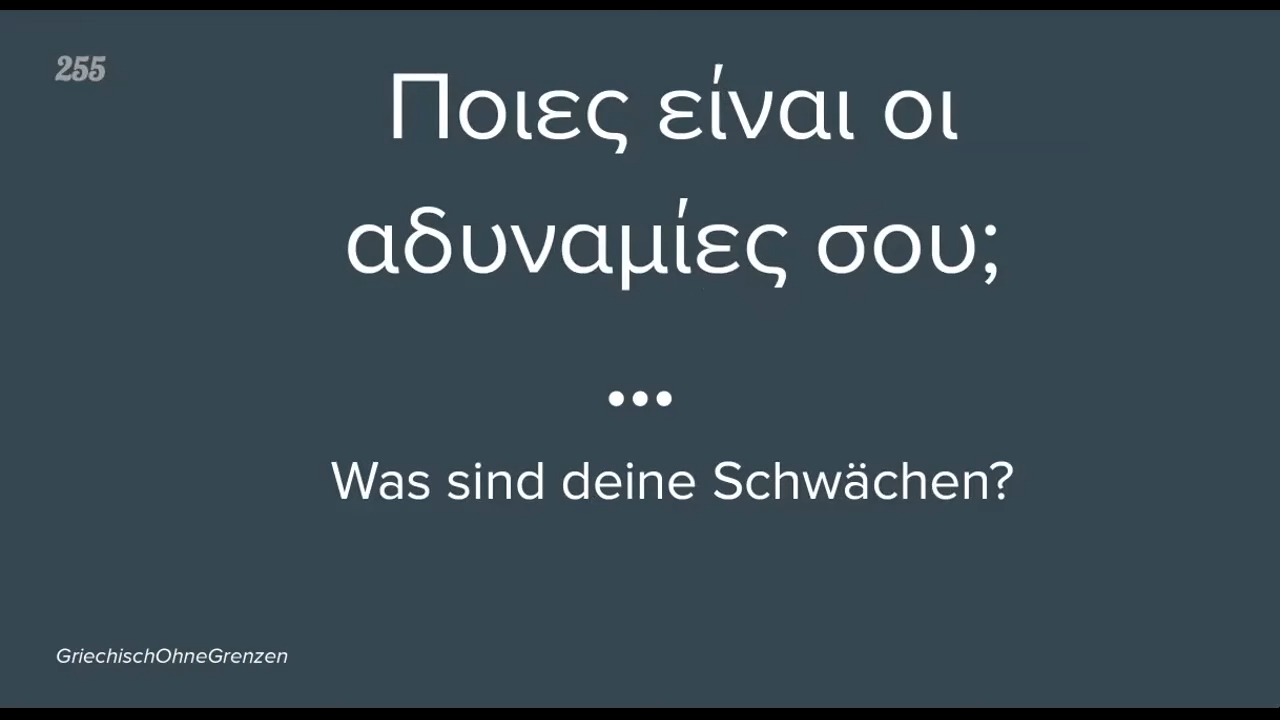 255
Ποιες είναι οι
αδυναμίες σου;
...
Was sind deine Schwächen?
GriechischOhneGrenzen